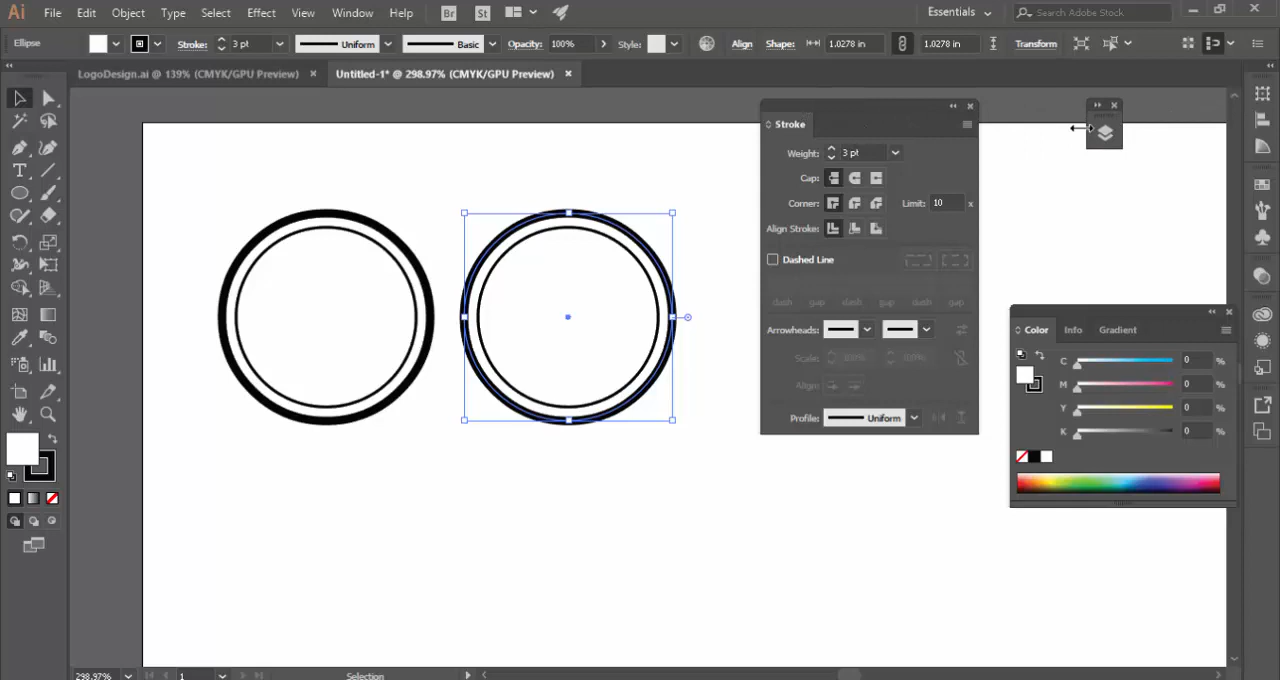 Ai File Edit Object Type Select Effect View Window Help Br St Essentials Search Adobe Stock
Ellipse Stroke: 3 pt Uniform Basic Opacity: 100% Style: Align Shape: 1.0278 in 1.0278 in Transform
LogoDesign.ai @ 139% (CMYK/GPU Preview) Untitled-1* @ 298.97% (CMYK/GPU Preview)
Stroke
Weight: 3 pt
Cap:
Corner: Limit: 10 x
Align Stroke:
Dashed Line
dash gap dash gap dash gap
Arrowheads:
Scale: 100% 100%
Align:
Profile: Uniform
Color Info Gradient
C 0 %
M 0 %
Y 0 %
K 0 %
298.97% 1 Selection